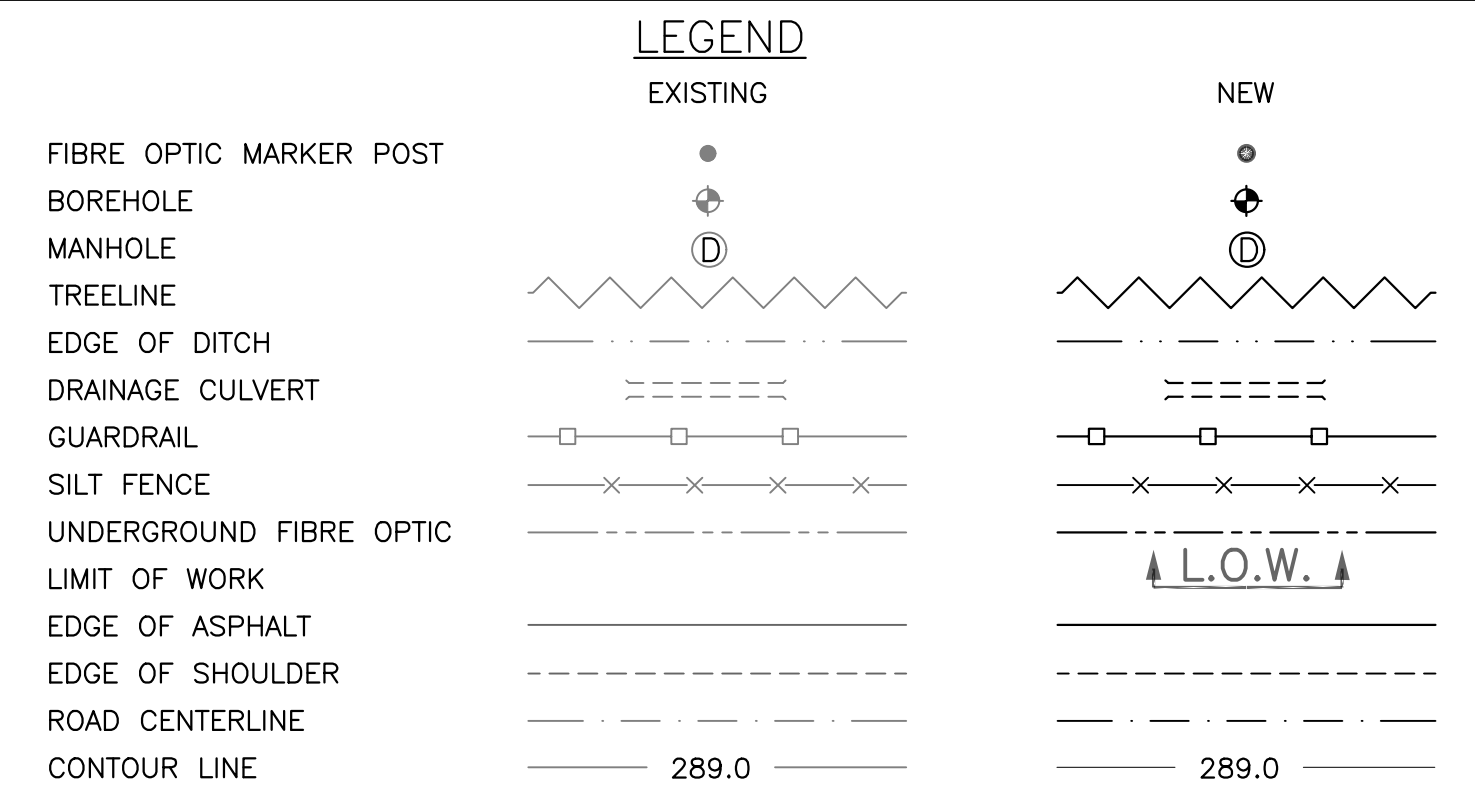 LEGEND
EXISTING NEW
FIBRE OPTIC MARKER POST
BOREHOLE
MANHOLE D D
TREELINE
EDGE OF DITCH
DRAINAGE CULVERT
GUARDRAIL
SILT FENCE
UNDERGROUND FIBRE OPTIC
LIMIT OF WORK L.O.W.
EDGE OF ASPHALT
EDGE OF SHOULDER
ROAD CENTERLINE
CONTOUR LINE 289.0 289.0